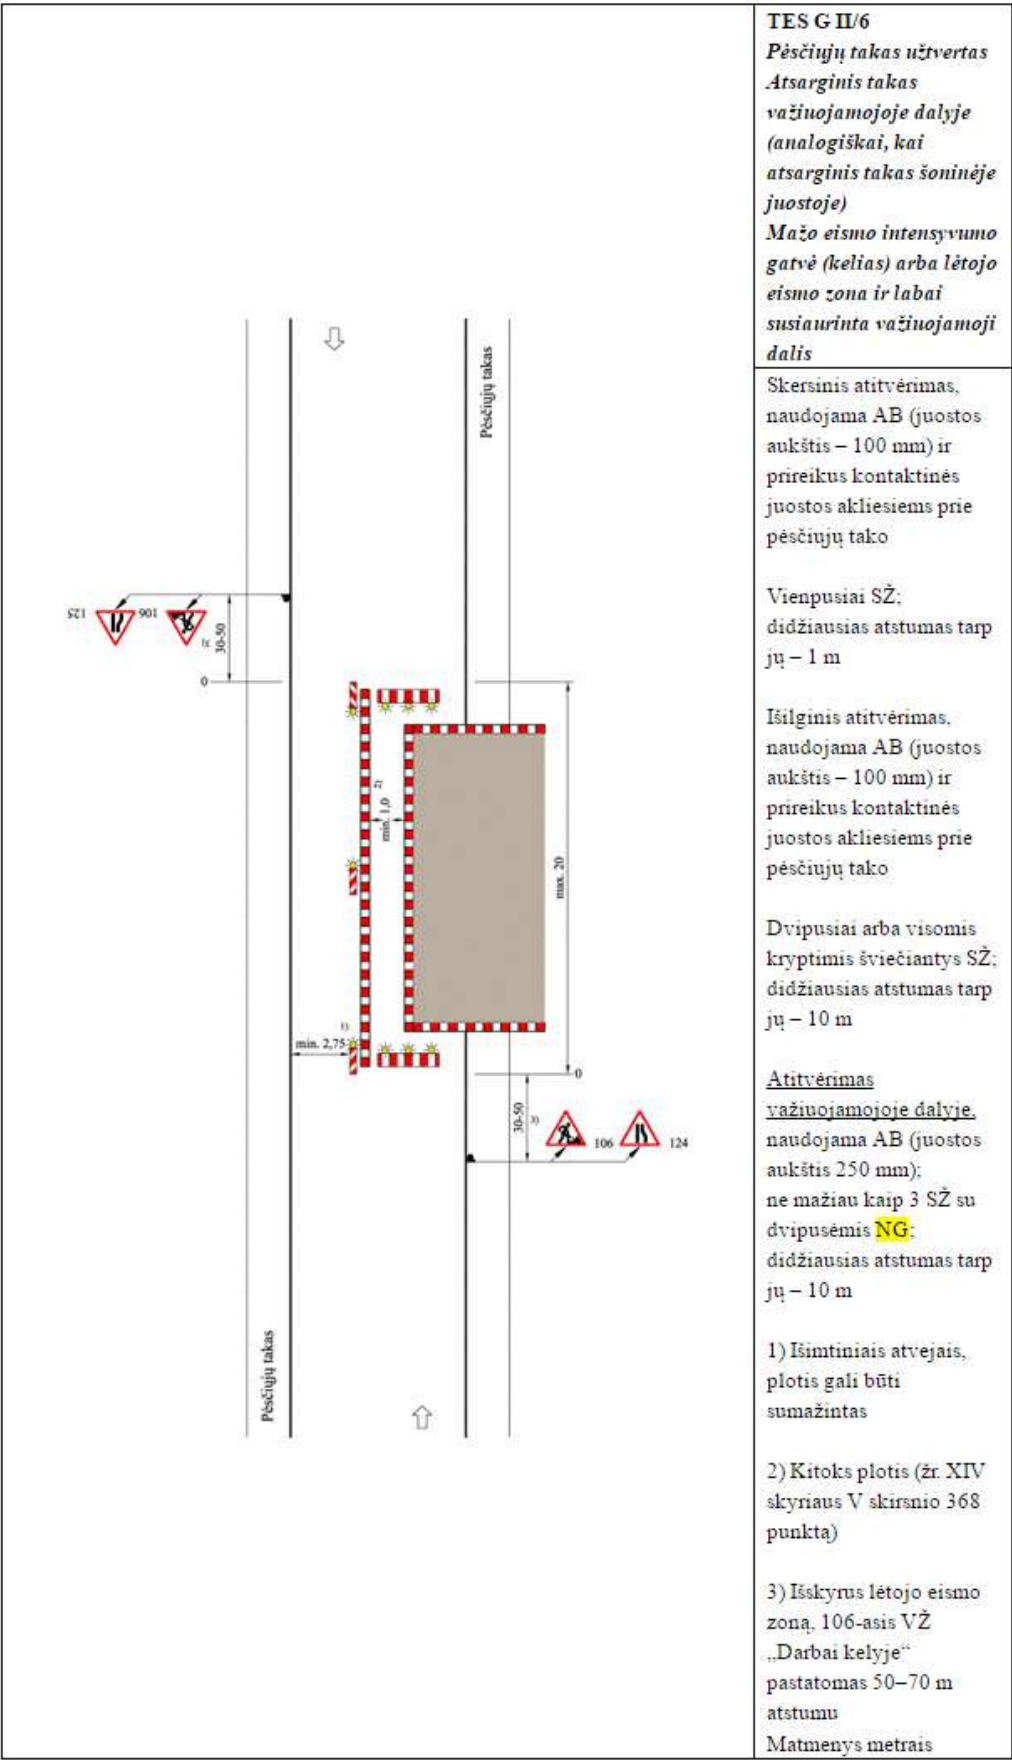 TES G II/6
Pėsčiųjų takas užtvertas
Atsarginis takas
važiuojamojoje dalyje
(analogiškai, kai
atsarginis takas šoninėje
juostoje)
Mažo eismo intensyvumo
gatvė (kelias) arba lėtojo
eismo zona ir labai
susiaurinta važiuojamoji
dalis
Skersinis atitvėrimas,
naudojama AB (juostos
aukštis – 100 mm) ir
prireikus kontaktinės
juostos akliesiems prie
pėsčiųjų tako
Vienpusiai SŽ;
didžiausias atstumas tarp
jų – 1 m
Išilginis atitvėrimas,
naudojama AB (juostos
aukštis – 100 mm) ir
prireikus kontaktinės
juostos akliesiems prie
pėsčiųjų tako
Dvipusiai arba visomis
kryptimis šviečiantys SŽ;
didžiausias atstumas tarp
jų – 10 m
Atitvėrimas
važiuojamojoje dalyje,
naudojama AB (juostos
aukštis 250 mm);
ne mažiau kaip 3 SŽ su
dvipusėmis NG;
didžiausias atstumas tarp
jų – 10 m
1) Išimtiniais atvejais,
plotis gali būti
sumažintas
2) Kitoks plotis (žr. XIV
skyriaus V skirsnio 368
punktą)
3) Išskyrus lėtojo eismo
zoną, 106-asis VŽ
„Darbai kelyje“
pastatomas 50–70 m
atstumu
Matmenys metrais
Pėsčiųjų takas
125
106
3)
30-50
0
2)
min. 1,0
max. 20
1)
min. 2,75
0
30-50
3)
106
124
Pėsčiųjų takas